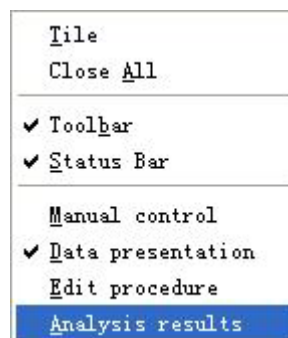 Tile
Close All
Toolbar
Status Bar
Manual control
Data presentation
Edit procedure
Analysis results